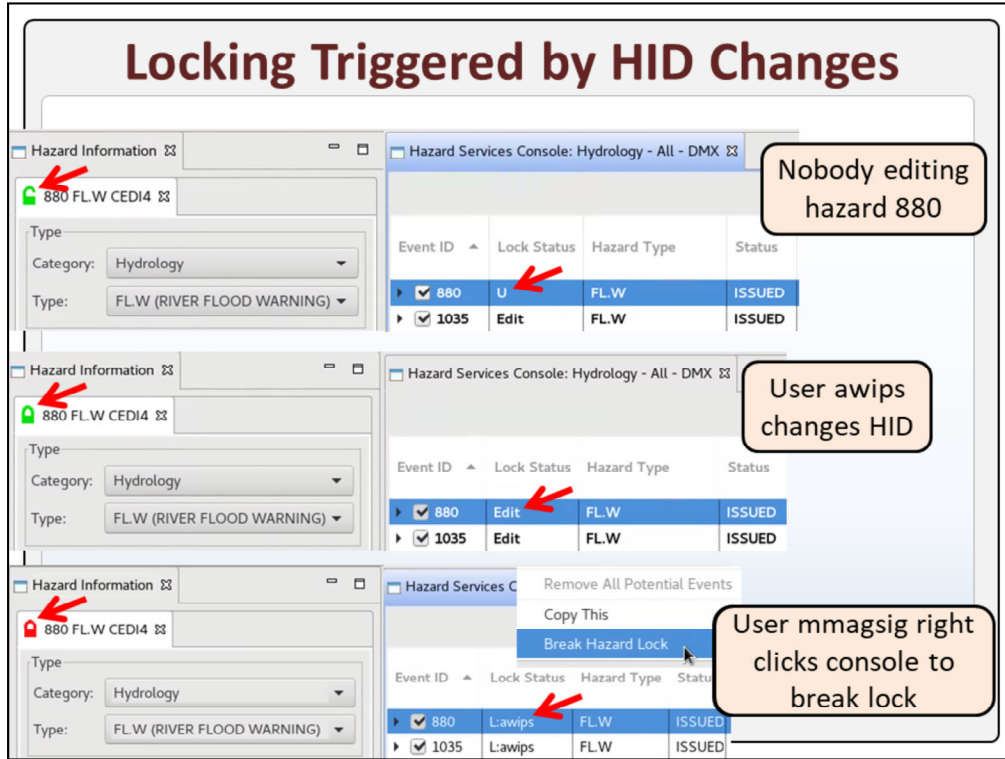 Locking Triggered by HID Changes
Hazard Information
880 FL.W CEDI4
Type
Category: Hydrology
Type: FL.W (RIVER FLOOD WARNING)
Hazard Services Console: Hydrology - All - DMX
Event ID Lock Status Hazard Type Status
880 U FL.W ISSUED
1035 Edit FL.W ISSUED
Nobody editing
hazard 880
Hazard Information
880 FL.W CEDI4
Type
Category: Hydrology
Type: FL.W (RIVER FLOOD WARNING)
Hazard Services Console: Hydrology - All - DMX
Event ID Lock Status Hazard Type Status
880 Edit FL.W ISSUED
1035 Edit FL.W ISSUED
User awips
changes HID
Hazard Information
880 FL.W CEDI4
Type
Category: Hydrology
Type: FL.W (RIVER FLOOD WARNING)
Hazard Services C
Remove All Potential Events
Copy This
Break Hazard Lock
Event ID Lock Status Hazard Type Statu
880 L:awips FL.W ISSUED
1035 L:awips FL.W ISSUED
User mmagsig right
clicks console to
break lock